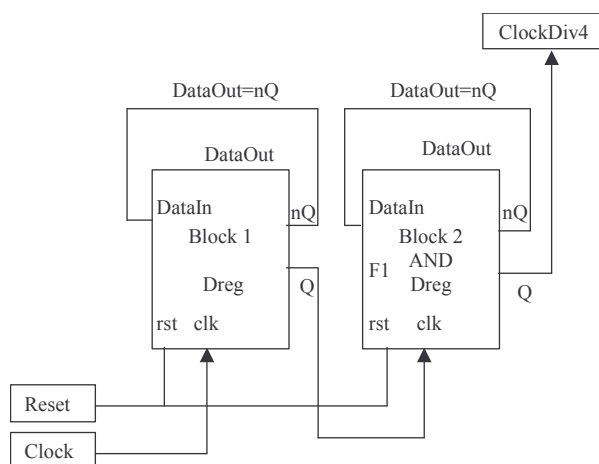 ClockDiv4
DataOut=nQ
DataOut=nQ
DataOut
DataOut
DataIn
nQ
Block 1
Dreg
Q
rst clk
DataIn
nQ
Block 2
F1 AND
Dreg
Q
rst clk
Reset
Clock